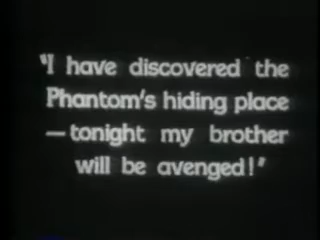 "I have discovered the
Phantom's hiding place
—tonight my brother
will be avenged!"